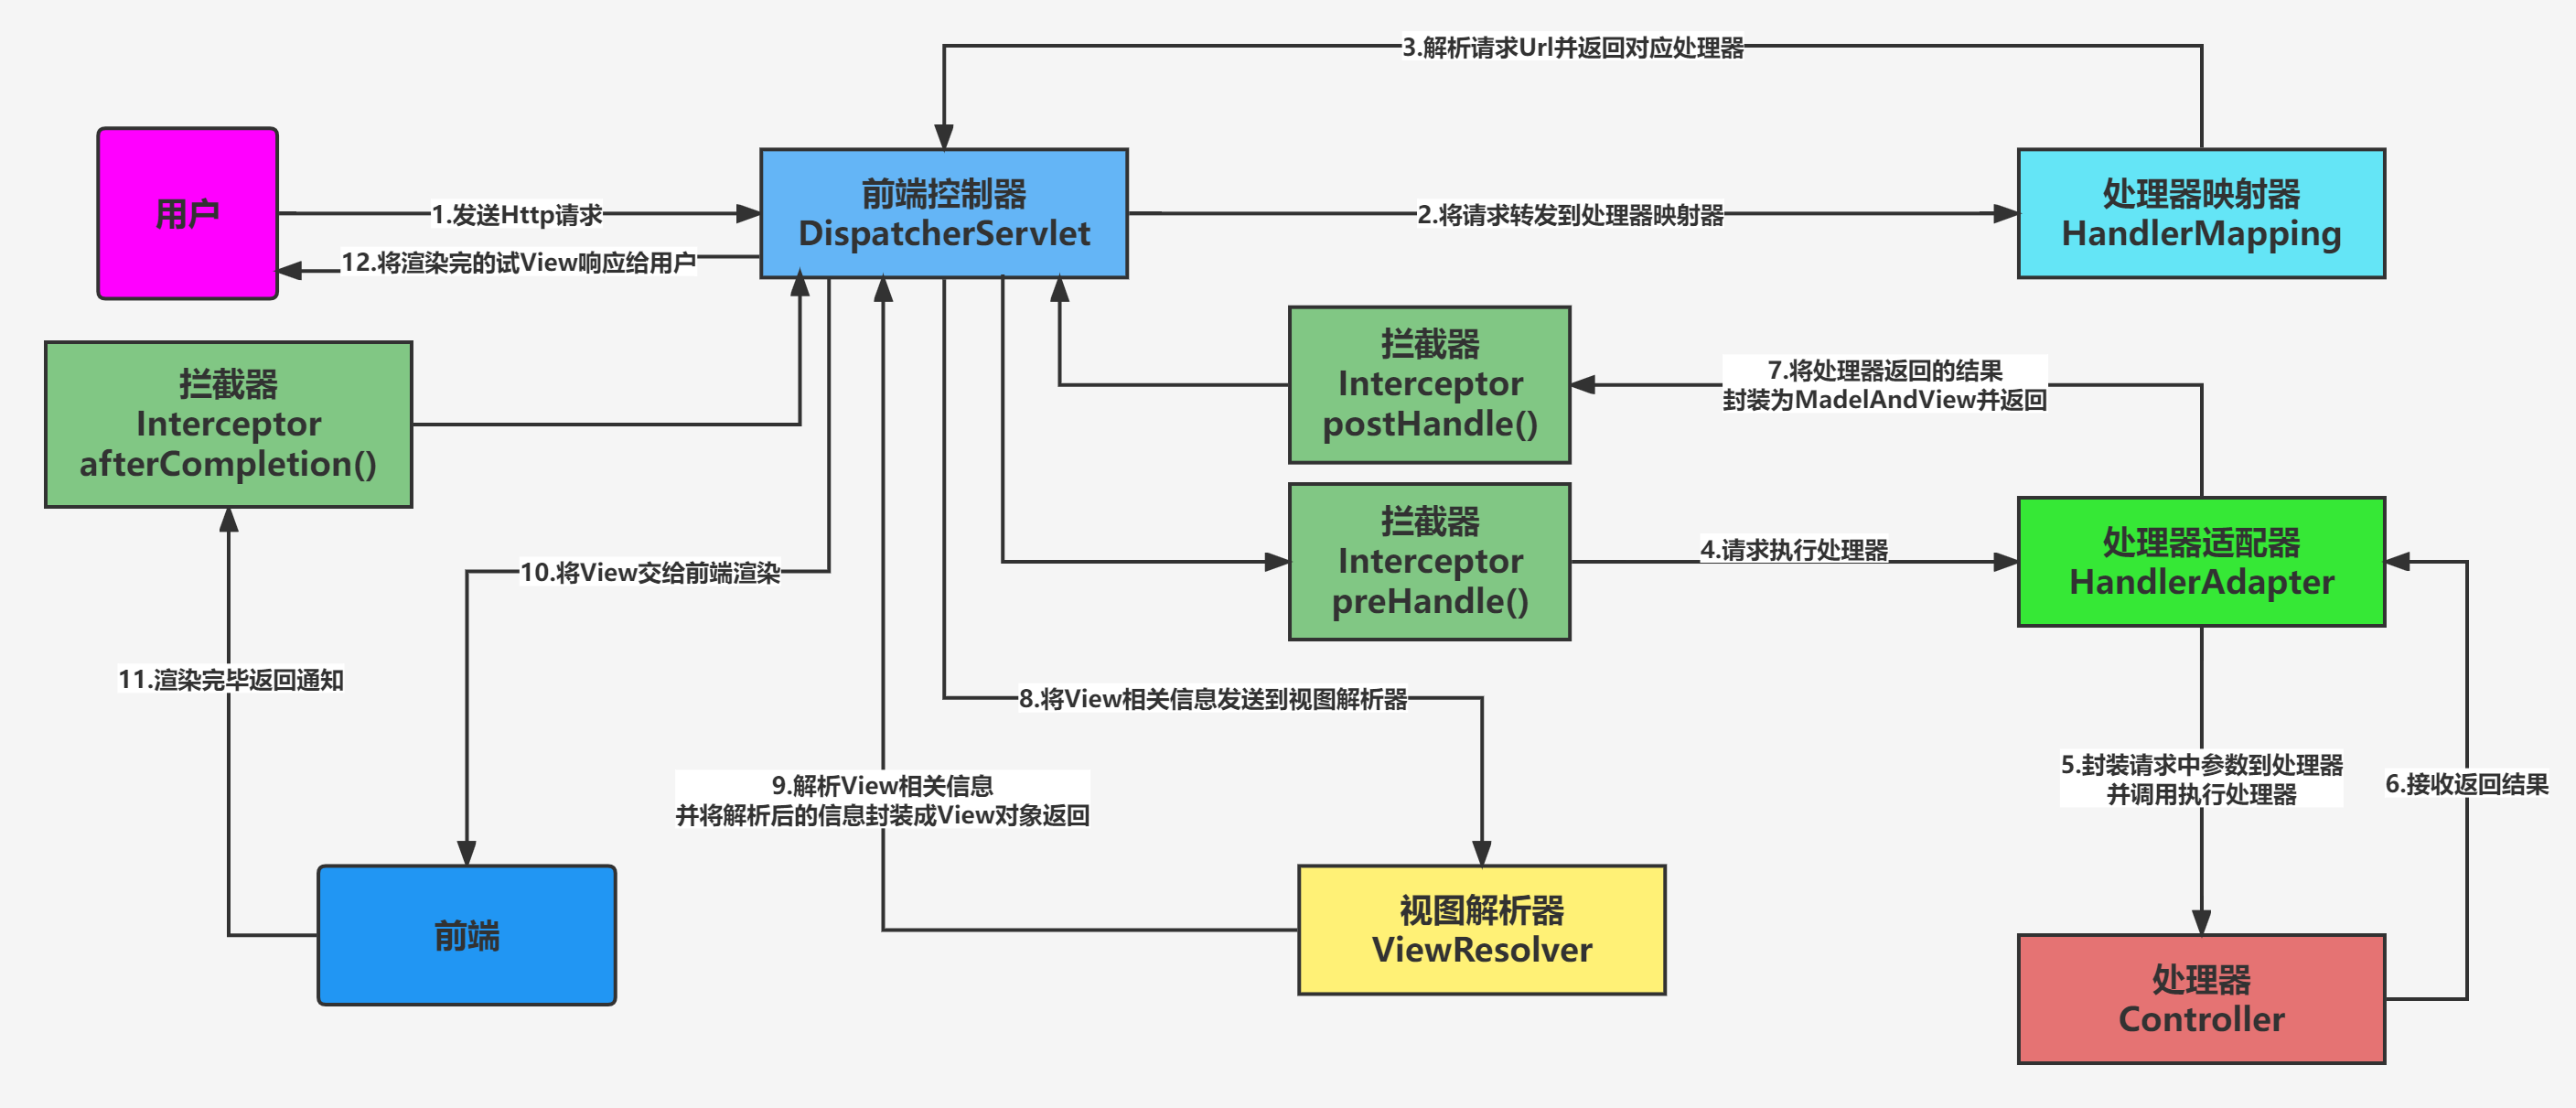 3.解析请求Url并返回对应处理器
用户
1.发送Http请求
前端控制器
DispatcherServlet
2.将请求转发到处理器映射器
处理器映射器
HandlerMapping
12.将渲染完的试View响应给用户
拦截器
Interceptor
afterCompletion()
拦截器
Interceptor
postHandle()
7.将处理器返回的结果
封装为MadelAndView并返回
10.将View交给前端渲染
拦截器
Interceptor
preHandle()
4.请求执行处理器
处理器适配器
HandlerAdapter
11.渲染完毕返回通知
8.将View相关信息发送到视图解析器
9.解析View相关信息
并将解析后的信息封装成View对象返回
5.封装请求中参数到处理器
并调用执行处理器
6.接收返回结果
前端
视图解析器
ViewResolver
处理器
Controller